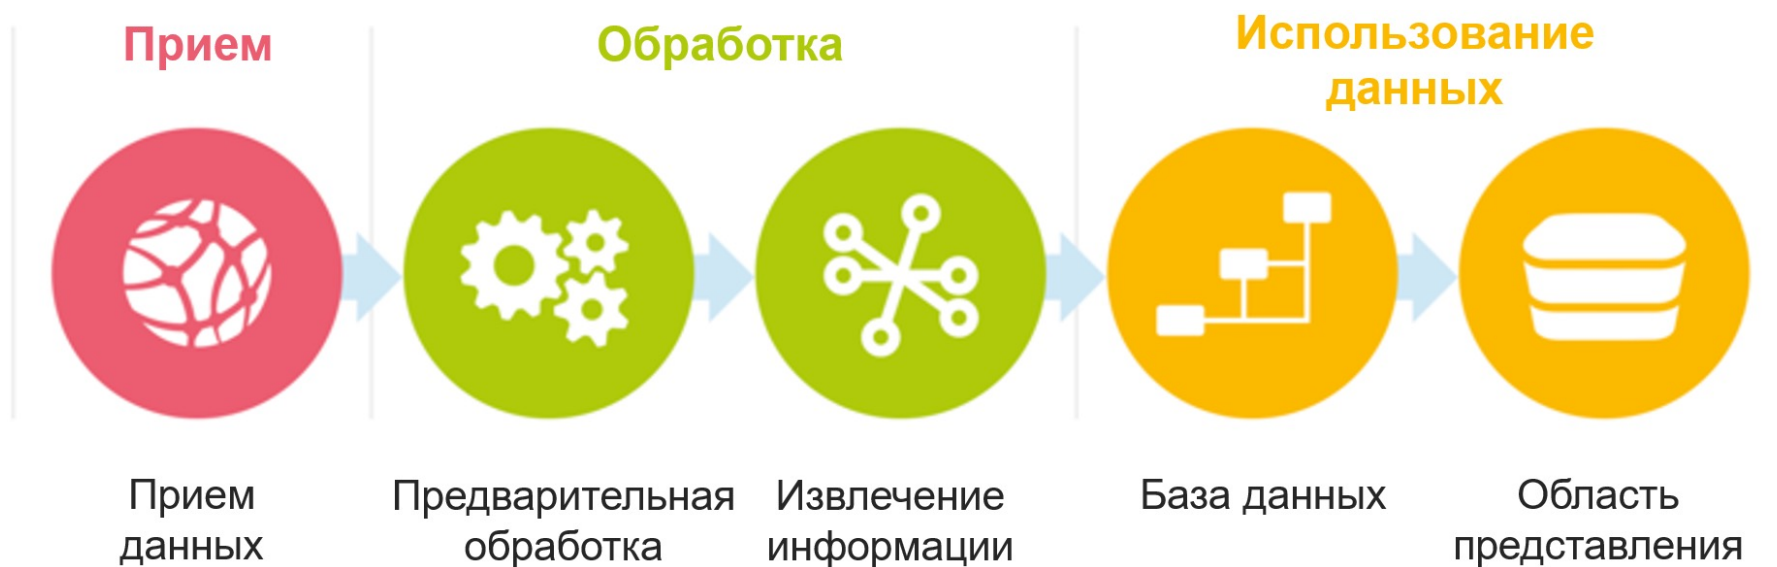 Прием
Обработка
Использование
данных
Прием
данных
Предварительная
обработка
Извлечение
информации
База данных
Область
представления